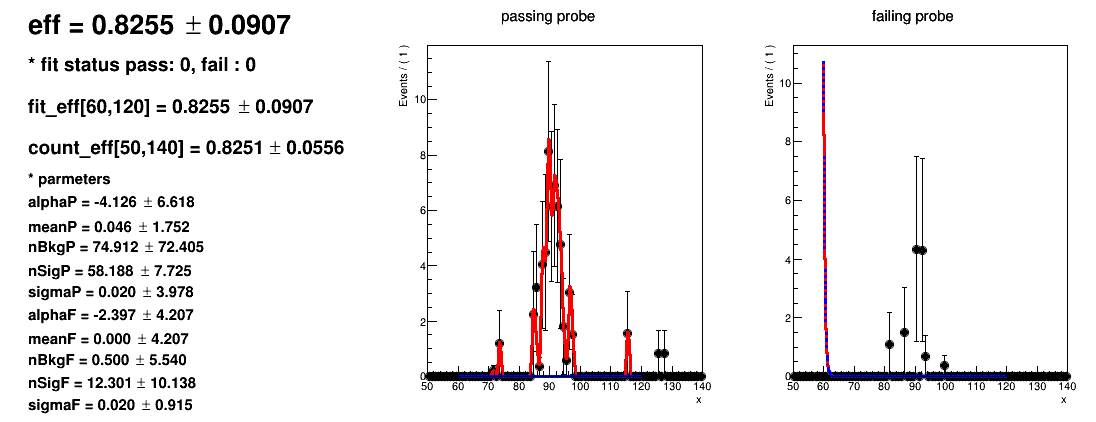 eff = 0.8255 ± 0.0907
* fit status pass: 0, fail : 0
fit_eff[60,120] = 0.8255 ± 0.0907
count_eff[50,140] = 0.8251 ± 0.0556
* parmeters
alphaP = -4.126 ± 6.618
meanP = 0.046 ± 1.752
nBkgP = 74.912 ± 72.405
nSigP = 58.188 ± 7.725
sigmaP = 0.020 ± 3.978
alphaF = -2.397 ± 4.207
meanF = 0.000 ± 4.207
nBkgF = 0.500 ± 5.540
nSigF = 12.301 ± 10.138
sigmaF = 0.020 ± 0.915
passing probe
Events / ( 1 )
10
8
6
4
2
0
50 60 70 80 90 100 110 120 130 140
x
failing probe
Events / ( 1 )
10
8
6
4
2
0
50 60 70 80 90 100 110 120 130 140
x